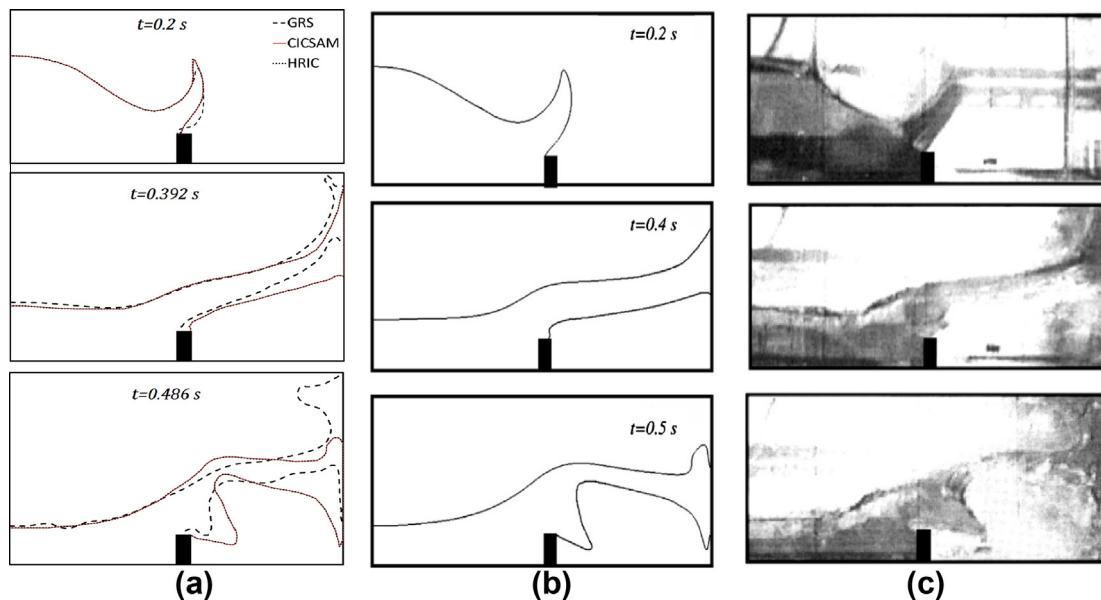 t=0.2 s
GRS
CICSAM
HRIC
t=0.392 s
t=0.486 s
(a)
t=0.2 s
t=0.4 s
t=0.5 s
(b)
(c)